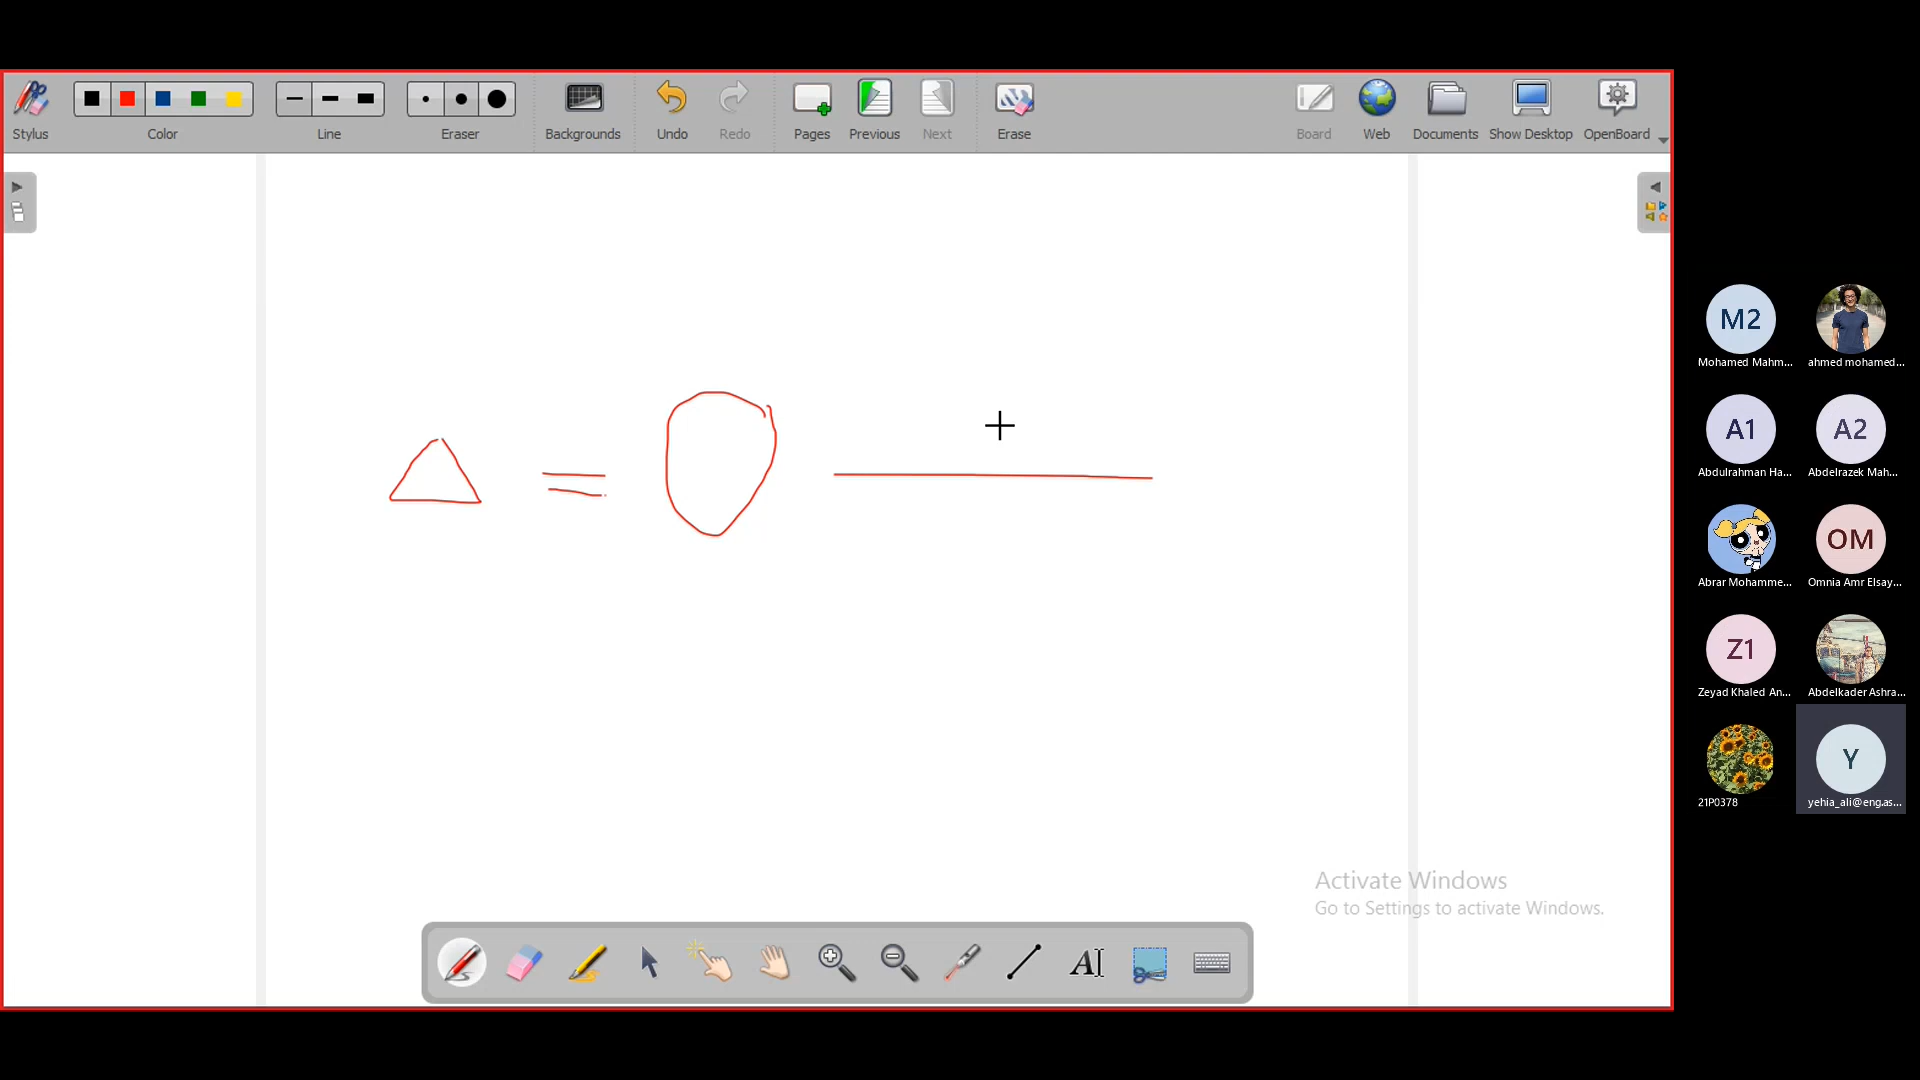 Stylus Color Line Eraser Backgrounds Undo Redo Pages Previous Next Erase Board Web Documents Show Desktop OpenBoard
Δ =
M2
Mohamed Mahm... ahmed mohamed...
A1 A2
Abdulrahman Ha... Abdelrazek Mah...
OM
Abrar Mohamme... Omnia Amr Elsay...
Z1
Zeyad Khaled An... Abdelkader Ashra...
Y
21P0378 yehia_ali@eng.as...
Activate Windows
Go to Settings to activate Windows.
A